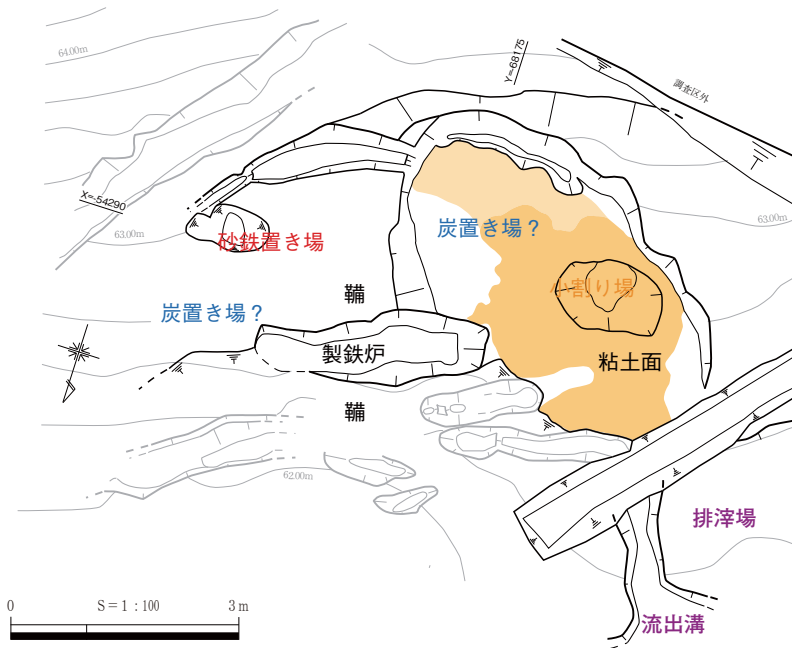 64.00m
Y=-68175
調査区外
X=-54290
63.00m
砂鉄置き場
炭置き場？
63.00m
小割り場
鞴
炭置き場？
製鉄炉
粘土面
鞴
62.00m
排滓場
流出溝
0 S＝1：100 3 m